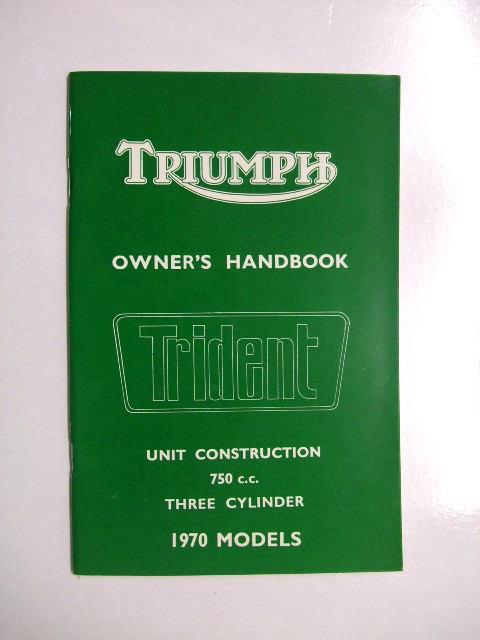 TRIUMPH
OWNER'S HANDBOOK
Trident
UNIT CONSTRUCTION
750 c.c.
THREE CYLINDER
1970 MODELS